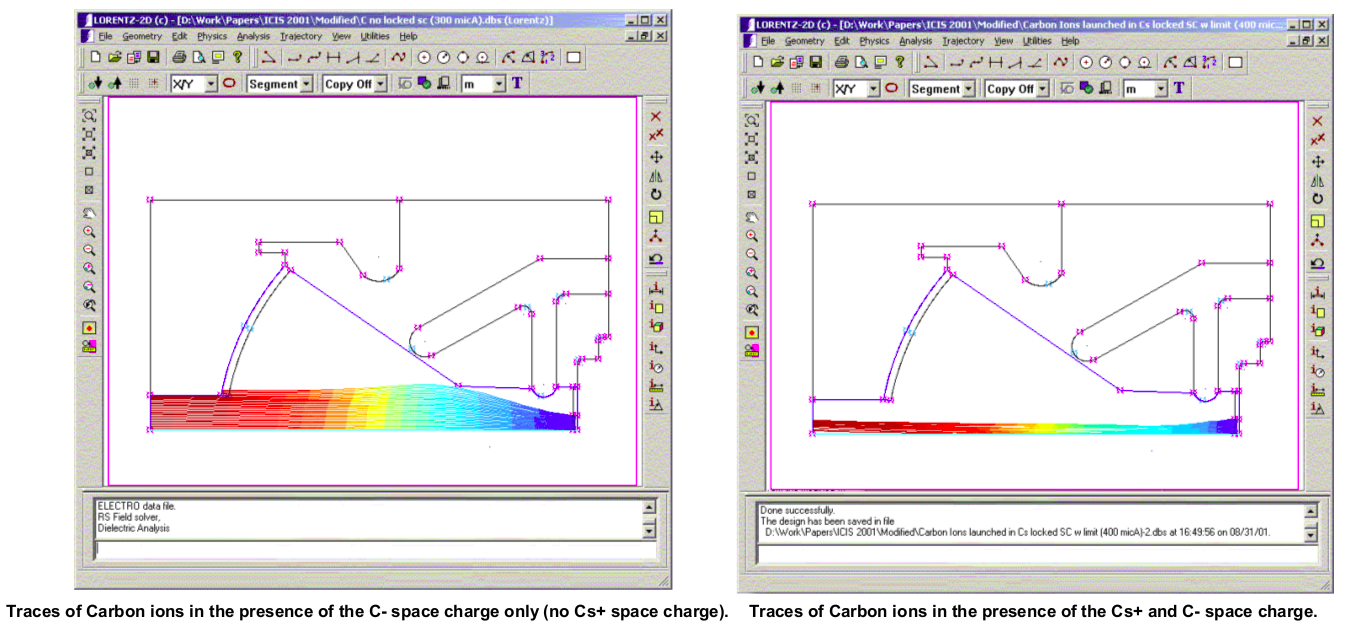 LORENTZ-2D (c) - [D:\Work\Papers\ICIS 2001\Modified\C no locked sc (300 micA).dbs (Lorentz)]
File Geometry Edit Physics Analysis Trajectory View Utilities Help
X/Y Segment Copy Off m T
ELECTRO data file.
RS Field solver,
Dielectric Analysis
Traces of Carbon ions in the presence of the C- space charge only (no Cs+ space charge).
LORENTZ-2D (c) - [D:\Work\Papers\ICIS 2001\Modified\Carbon Ions launched in Cs locked SC w limit (400 mic...
File Geometry Edit Physics Analysis Trajectory View Utilities Help
X/Y Segment Copy Off m T
Done successfully.
The design has been saved in file
D:\Work\Papers\ICIS 2001\Modified\Carbon Ions launched in Cs locked SC w limit (400 micA)-2.dbs at 16:49:56 on 08/31/01.
Traces of Carbon ions in the presence of the Cs+ and C- space charge.